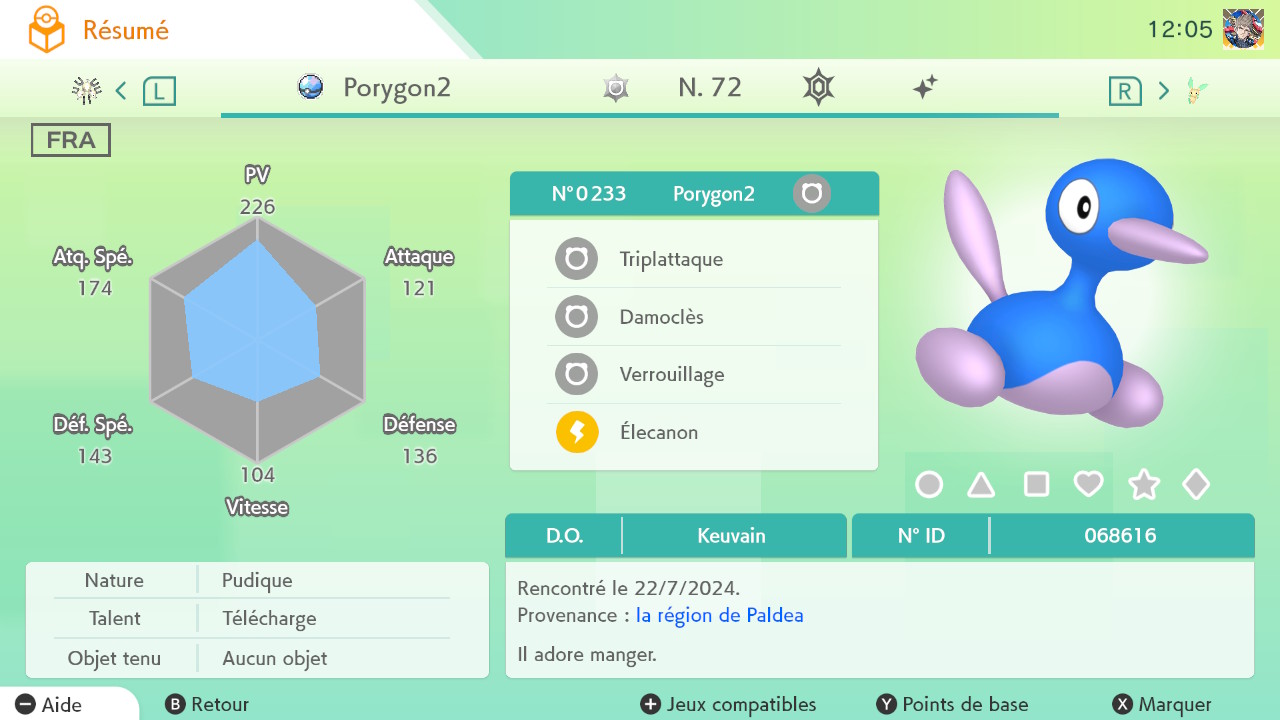 Résumé
12:05
L
Porygon2
N. 72
R
FRA
PV
226
Atq. Spé.
174
Attaque
121
Déf. Spé.
143
Défense
136
104
Vitesse
N°0233 Porygon2
Triplattaque
Damoclès
Verrouillage
Élecanon
D.O. Keuvain
N° ID 068616
Nature Pudique
Talent Télécharge
Objet tenu Aucun objet
Rencontré le 22/7/2024.
Provenance : la région de Paldea
Il adore manger.
Aide
B Retour
Jeux compatibles
Y Points de base
X Marquer